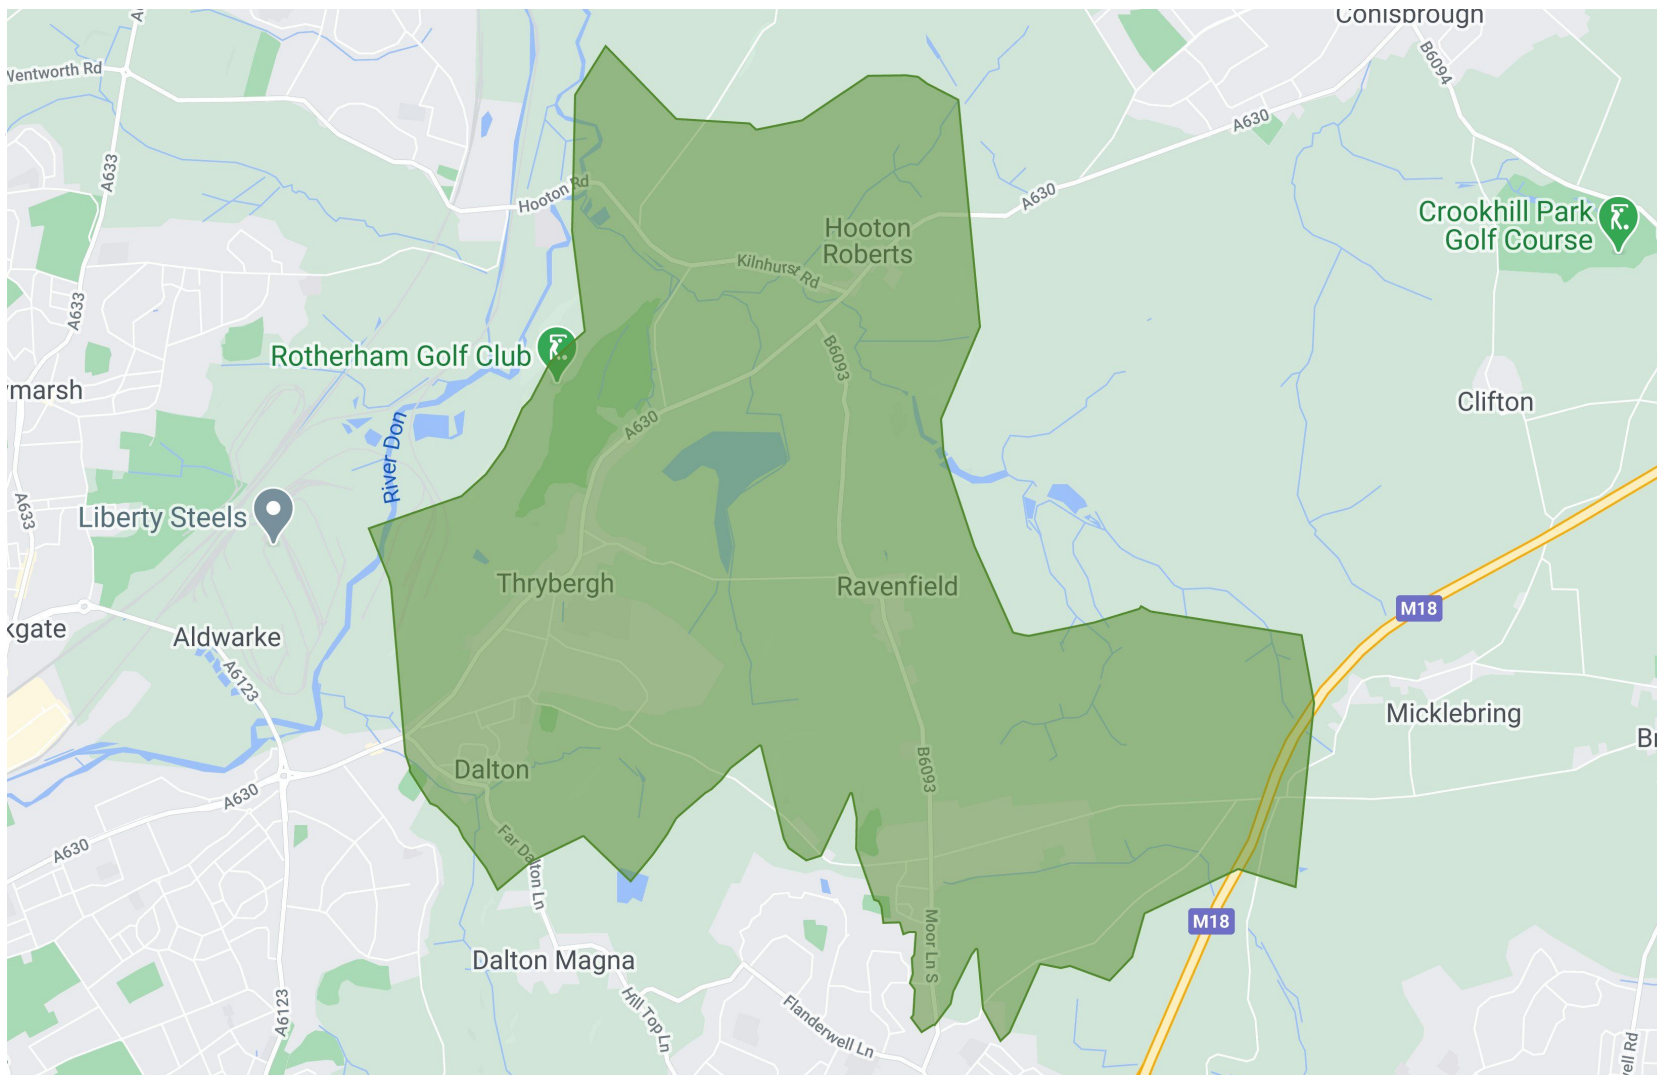 Conisbrough
Wentworth Rd
B6094
A633
A630
Hooton Rd
A630
Crookhill Park
Golf Course
Hooton
Roberts
Kilnhurst Rd
A633
Rotherham Golf Club
B6093
Clifton
A630
River Don
A633
Liberty Steels
Thrybergh
Ravenfield
M18
Aldwarke
A6123
Micklebring
Dalton
B6093
A630
A630
Far Dalton Ln
M18
Moor Ln S
Dalton Magna
A6123
Hill Top Ln
Flanderwell Ln